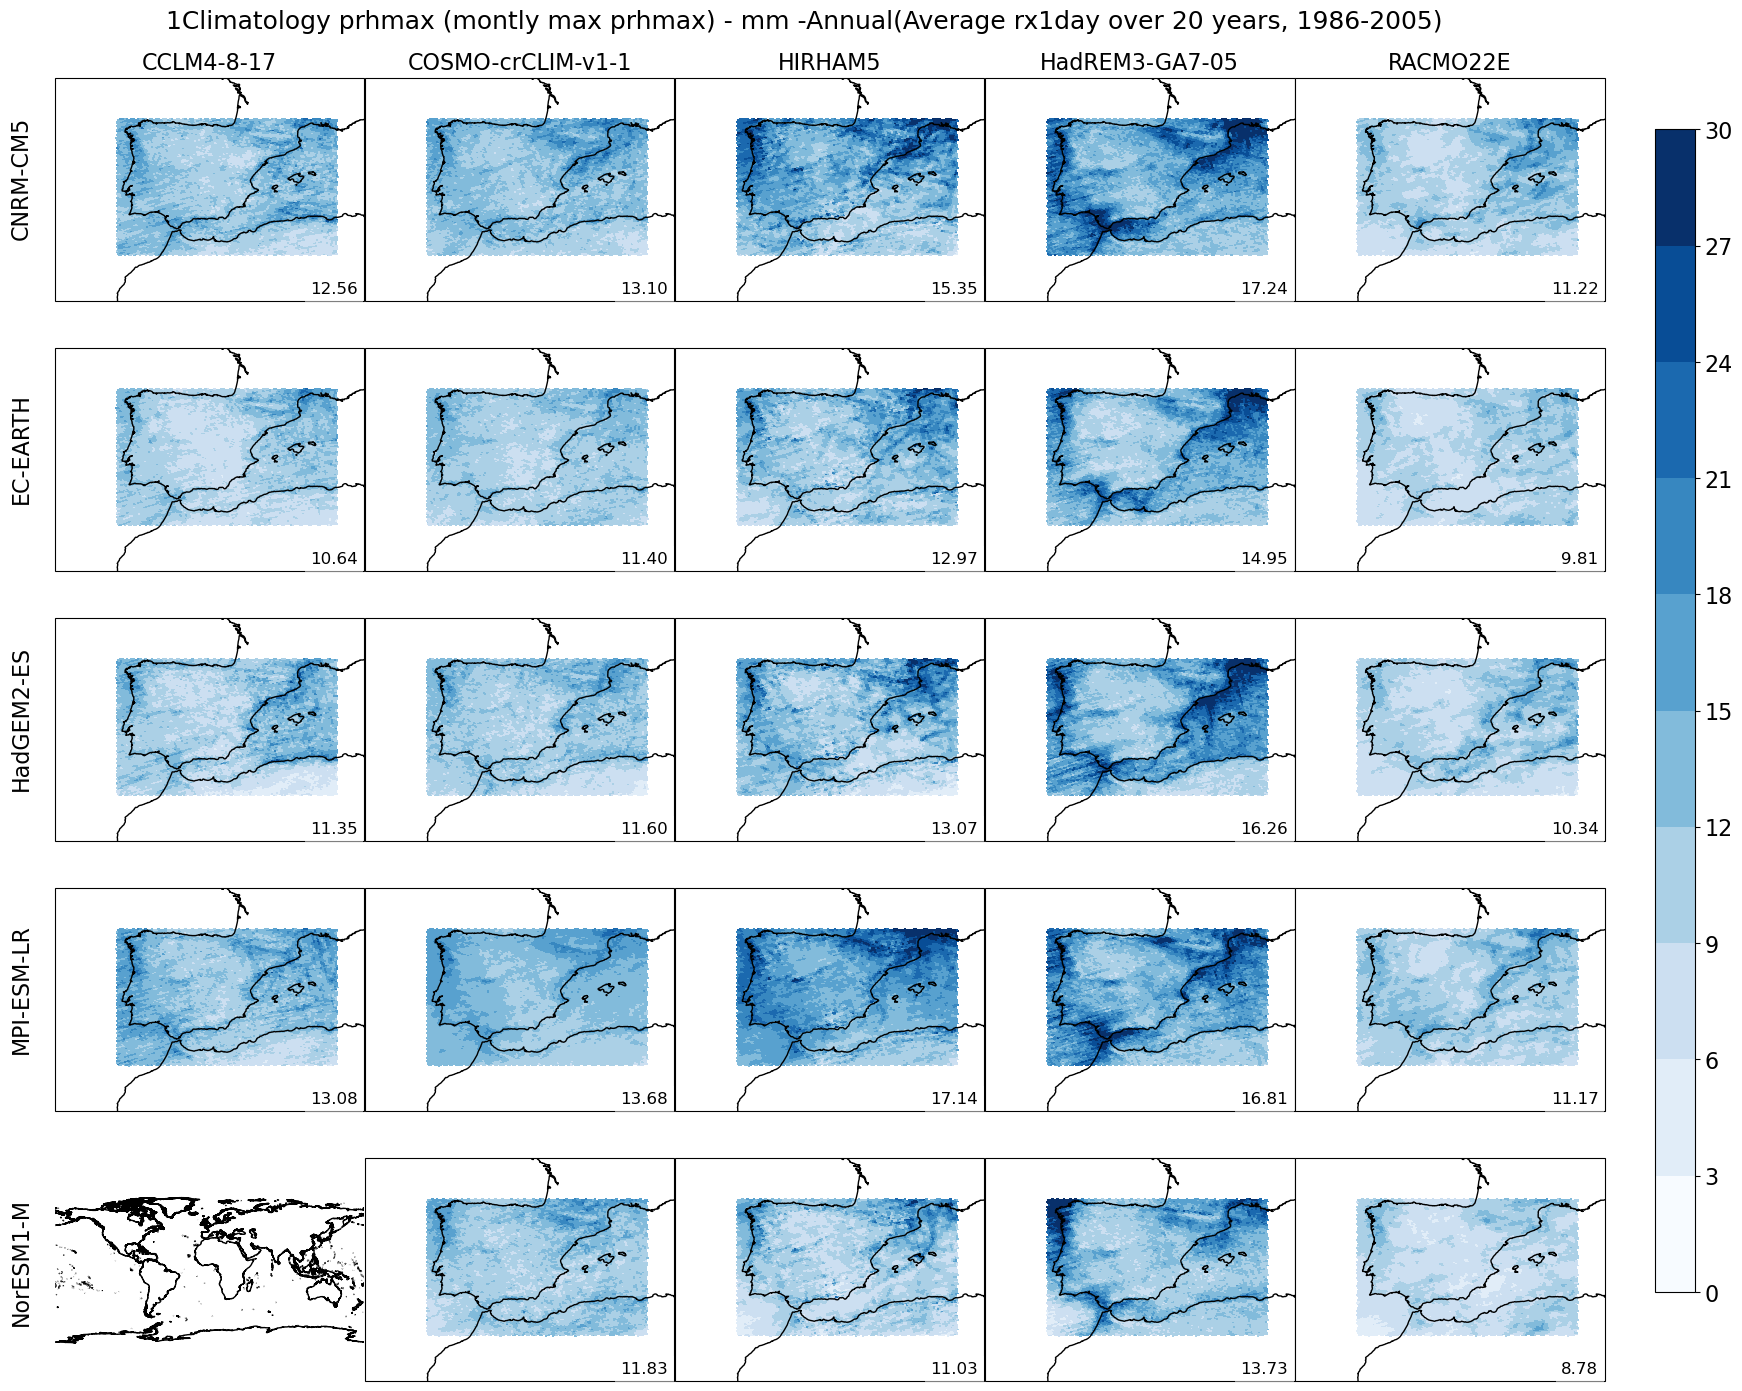 1Climatology prhmax (montly max prhmax) - mm -Annual(Average rx1day over 20 years, 1986-2005)
CCLM4-8-17 COSMO-crCLIM-v1-1 HIRHAM5 HadREM3-GA7-05 RACMO22E
CNRM-CM5
12.56 13.10 15.35 17.24 11.22
EC-EARTH
10.64 11.40 12.97 14.95 9.81
HadGEM2-ES
11.35 11.60 13.07 16.26 10.34
MPI-ESM-LR
13.08 13.68 17.14 16.81 11.17
NorESM1-M
11.83 11.03 13.73 8.78
30
27
24
21
18
15
12
9
6
3
0